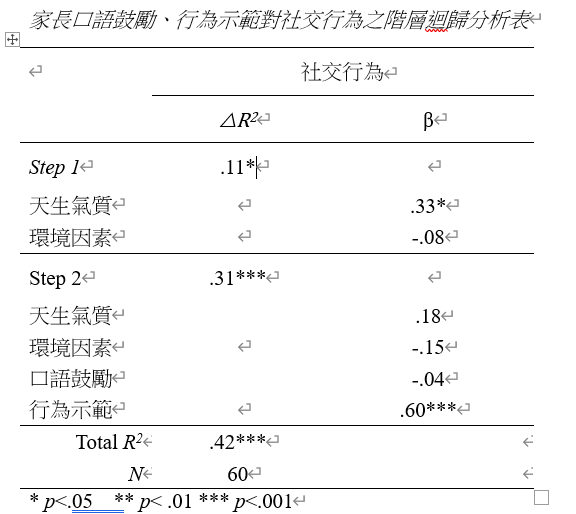 家長口語鼓勵、行為示範對社交行為之階層迴歸分析表
社交行為
△R² β
Step 1 .11*
天生氣質 .33*
環境因素 -.08
Step 2 .31***
天生氣質 .18
環境因素 -.15
口語鼓勵 -.04
行為示範 .60***
Total R² .42***
N 60
* p<.05 ** p< .01 *** p<.001